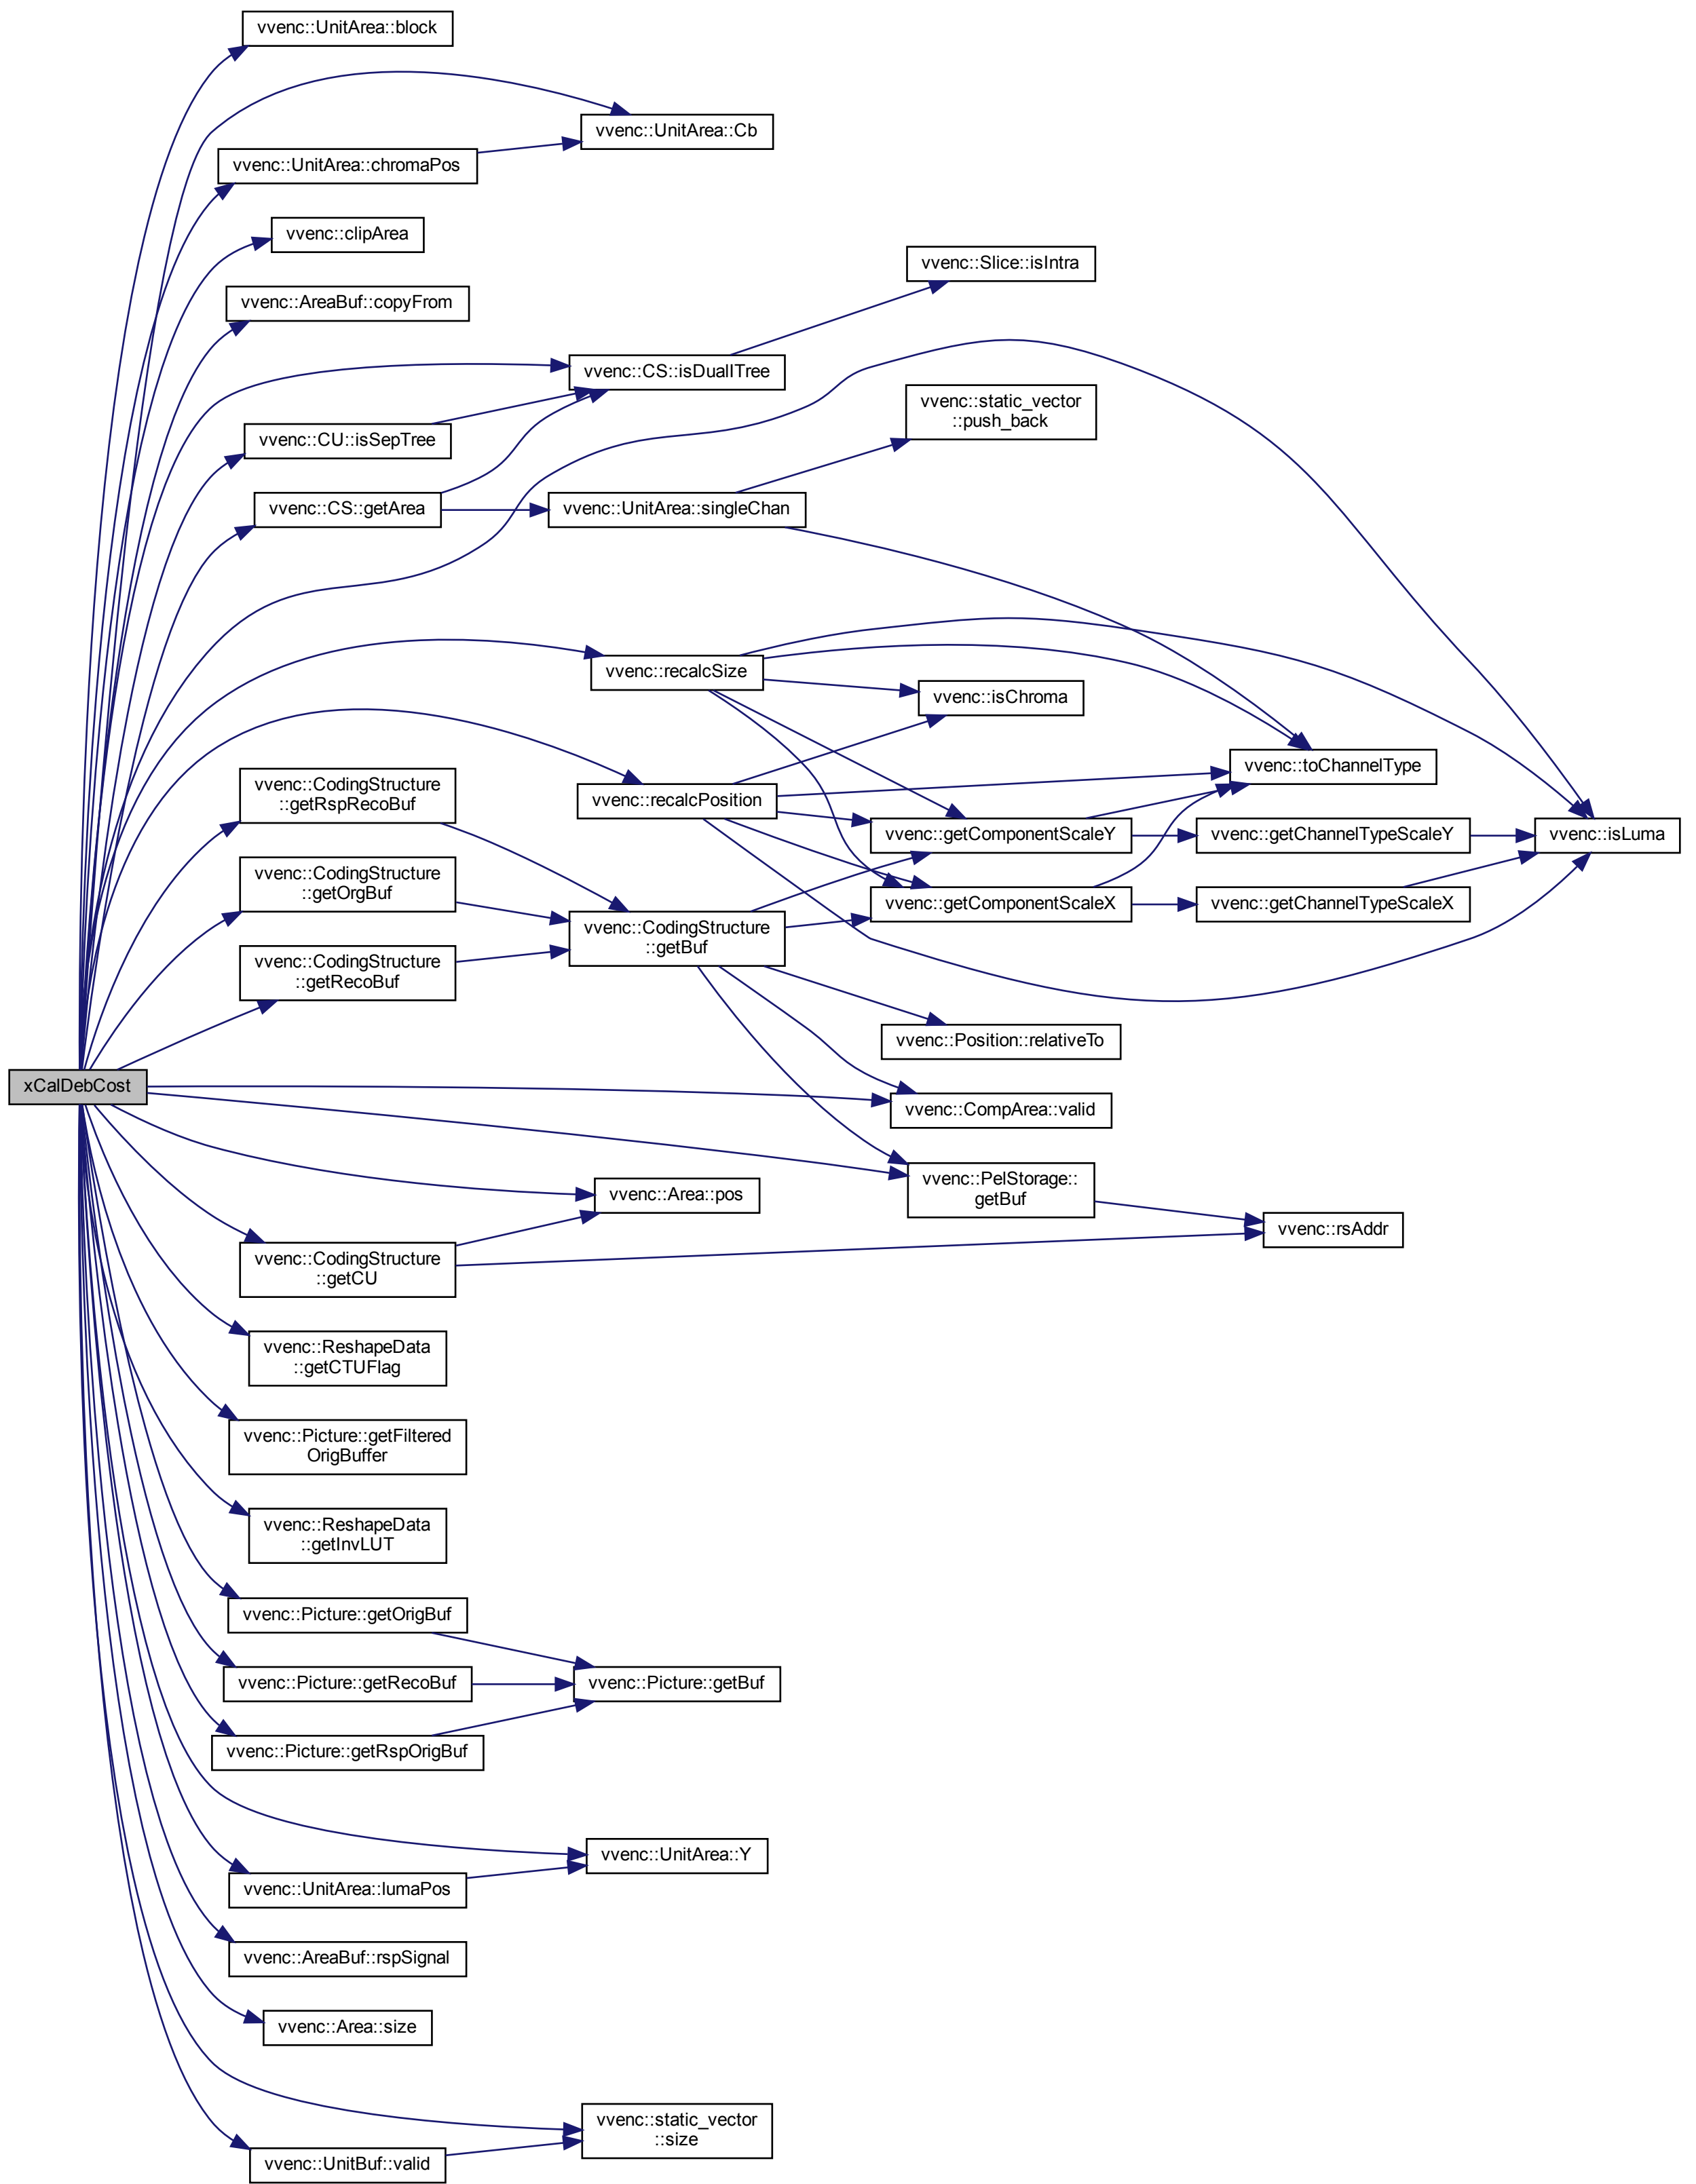 vvenc::UnitArea::block
vvenc::UnitArea::Cb
vvenc::UnitArea::chromaPos
vvenc::clipArea
vvenc::Slice::isIntra
vvenc::AreaBuf::copyFrom
vvenc::CS::isDualITree
vvenc::static_vector
::push_back
vvenc::CU::isSepTree
vvenc::CS::getArea
vvenc::UnitArea::singleChan
vvenc::recalcSize
vvenc::isChroma
vvenc::toChannelType
vvenc::CodingStructure
::getRspRecoBuf
vvenc::recalcPosition
vvenc::getComponentScaleY
vvenc::getChannelTypeScaleY
vvenc::isLuma
vvenc::CodingStructure
::getOrgBuf
vvenc::getComponentScaleX
vvenc::getChannelTypeScaleX
vvenc::CodingStructure
::getBuf
vvenc::CodingStructure
::getRecoBuf
vvenc::Position::relativeTo
xCalDebCost
vvenc::CompArea::valid
vvenc::PelStorage::
getBuf
vvenc::Area::pos
vvenc::rsAddr
vvenc::CodingStructure
::getCU
vvenc::ReshapeData
::getCTUFlag
vvenc::Picture::getFiltered
OrigBuffer
vvenc::ReshapeData
::getInvLUT
vvenc::Picture::getOrigBuf
vvenc::Picture::getRecoBuf
vvenc::Picture::getBuf
vvenc::Picture::getRspOrigBuf
vvenc::UnitArea::Y
vvenc::UnitArea::lumaPos
vvenc::AreaBuf::rspSignal
vvenc::Area::size
vvenc::static_vector
::size
vvenc::UnitBuf::valid